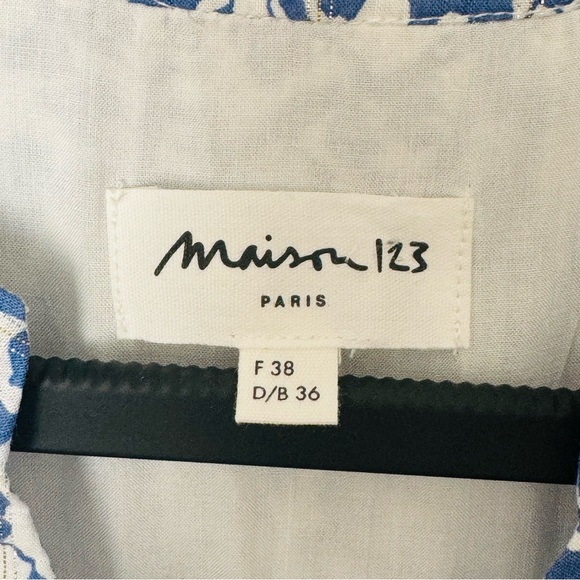 Maison 123
PARIS
F 38
D/B 36